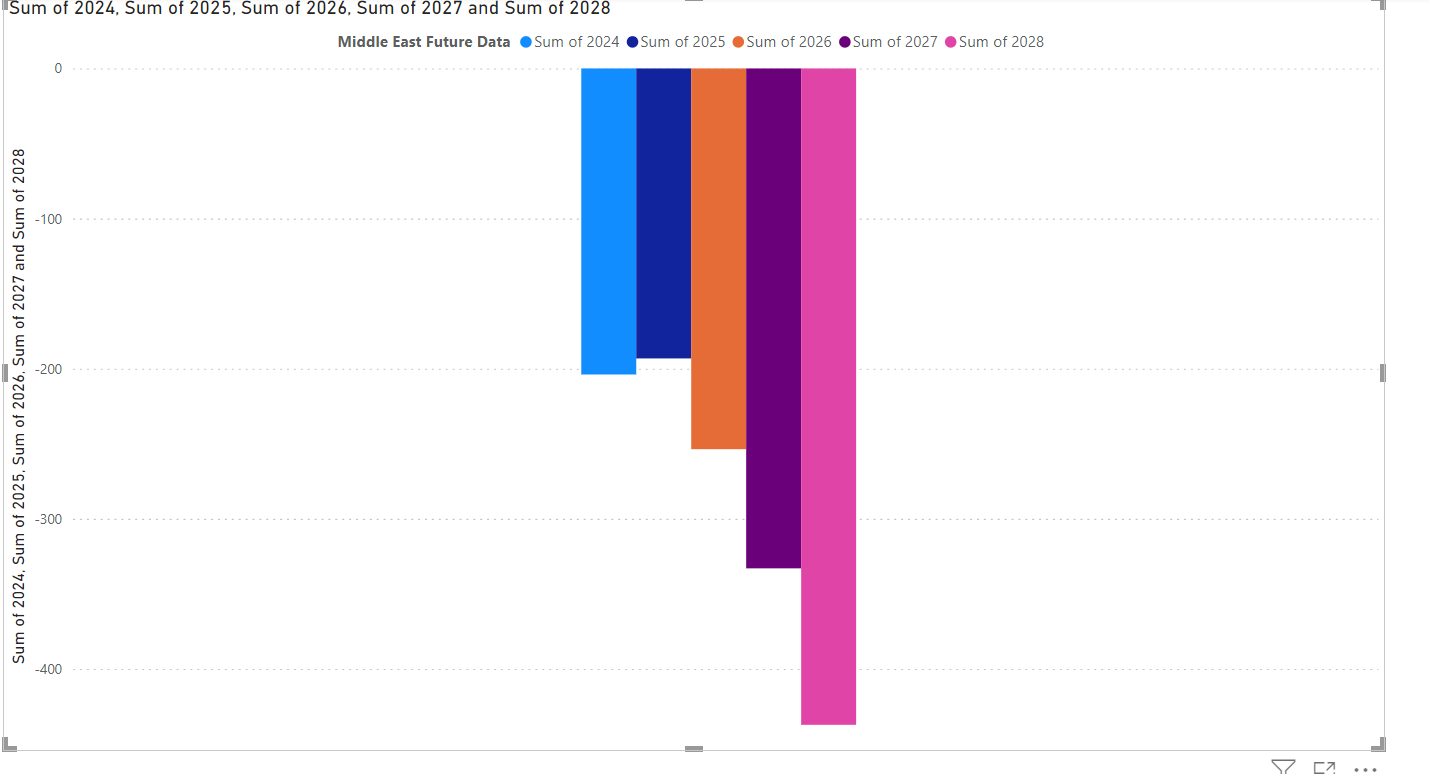 Sum of 2024, Sum of 2025, Sum of 2026, Sum of 2027 and Sum of 2028
Middle East Future Data Sum of 2024 Sum of 2025 Sum of 2026 Sum of 2027 Sum of 2028
Sum of 2024, Sum of 2025, Sum of 2026, Sum of 2027 and Sum of 2028
0
-100
-200
-300
-400